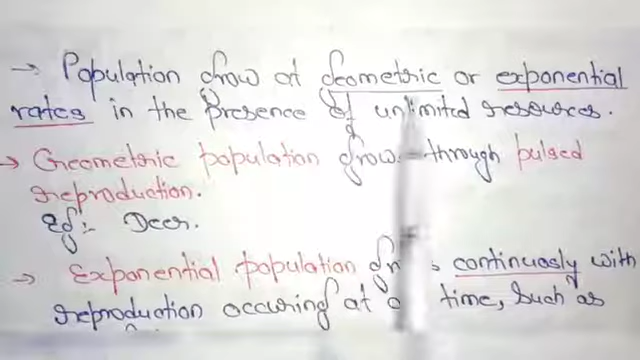 → Population grow at geometric or exponential
rates in the presence of unlimited resources.
→ Geometric population grow through pulsed
reproduction.
Eg:- Deer.
→ Exponential population continuosly with
reproduction occuring at time, such as